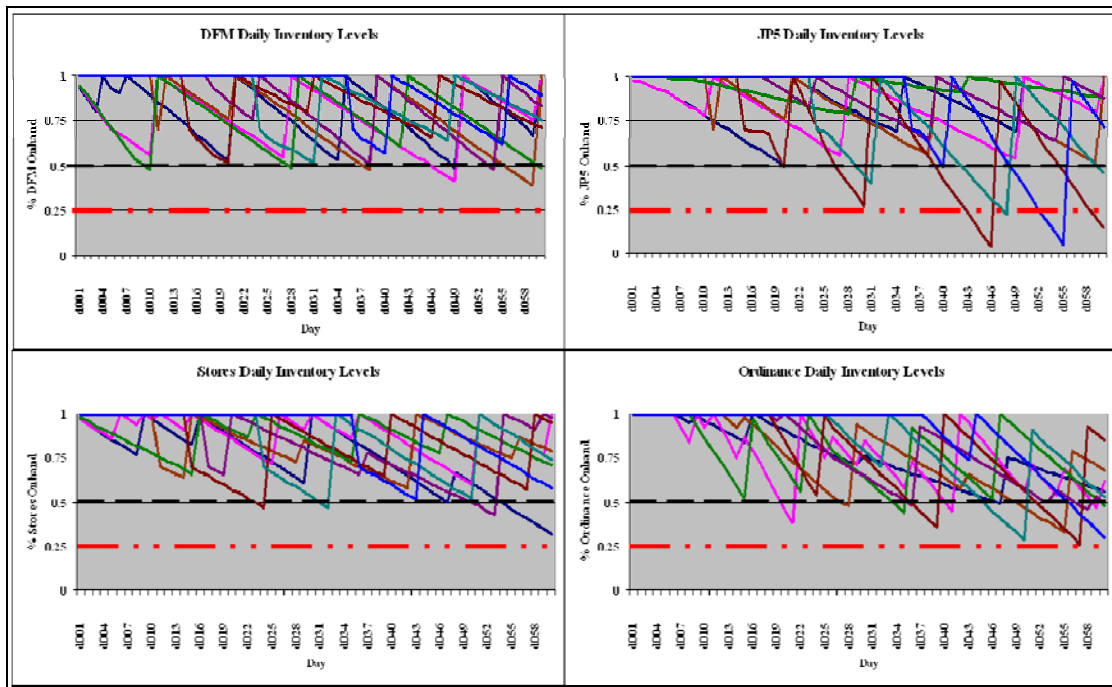 DFM Daily Inventory Levels
1
0.75
0.5
0.25
0
% DFM Onhand
d001 d004 d007 d010 d013 d016 d019 d022 d025 d028 d031 d034 d037 d040 d043 d046 d049 d052 d055 d058
Day
JP5 Daily Inventory Levels
1
0.75
0.5
0.25
0
% JP5 Onhand
d001 d004 d007 d010 d013 d016 d019 d022 d025 d028 d031 d034 d037 d040 d043 d046 d049 d052 d055 d058
Day
Stores Daily Inventory Levels
1
0.75
0.5
0.25
0
% Stores Onhand
d001 d004 d007 d010 d013 d016 d019 d022 d025 d028 d031 d034 d037 d040 d043 d046 d049 d052 d055 d058
Day
Ordinance Daily Inventory Levels
1
0.75
0.5
0.25
0
% Ordinance Onhand
d001 d004 d007 d010 d013 d016 d019 d022 d025 d028 d031 d034 d037 d040 d043 d046 d049 d052 d055 d058
Day